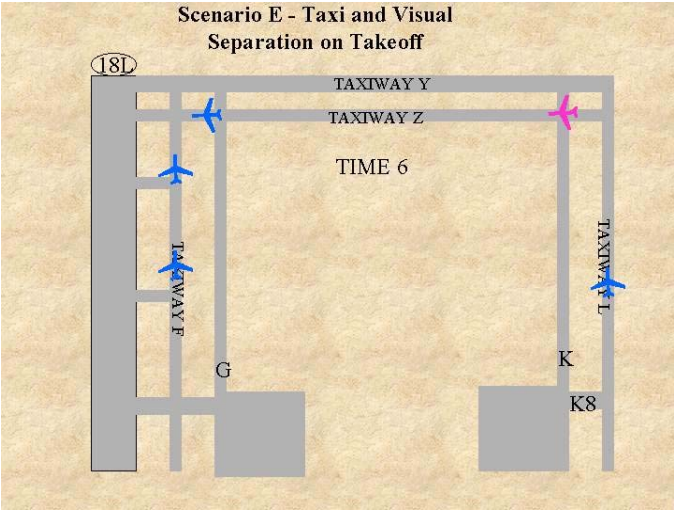 Scenario E - Taxi and Visual
Separation on Takeoff
18L
TAXIWAY Y
TAXIWAY Z
TIME 6
TAXIWAY F
TAXIWAY L
G
K
K8